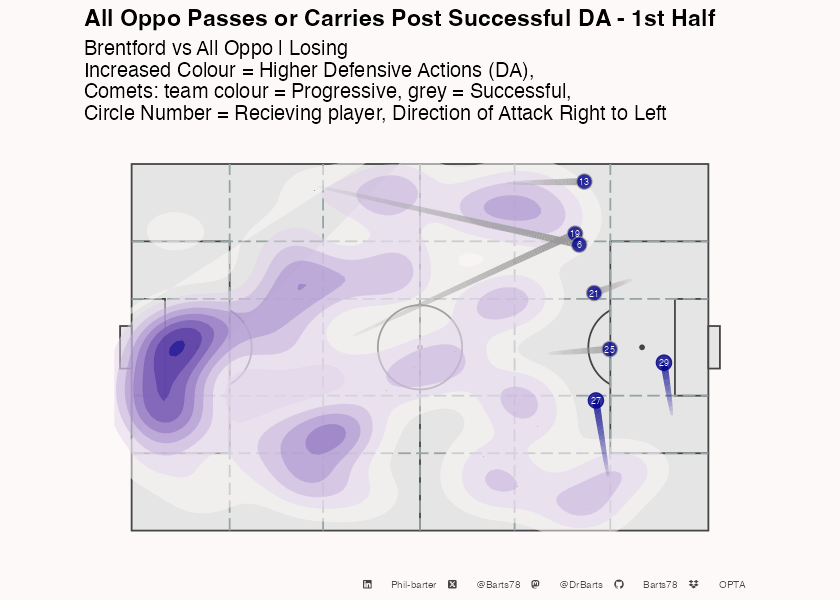 All Oppo Passes or Carries Post Successful DA - 1st Half
Brentford vs All Oppo | Losing
Increased Colour = Higher Defensive Actions (DA),
Comets: team colour = Progressive, grey = Successful,
Circle Number = Recieving player, Direction of Attack Right to Left
13
19
6
21
25
29
27
Phil-barter @Barts78 @DrBarts Barts78 OPTA